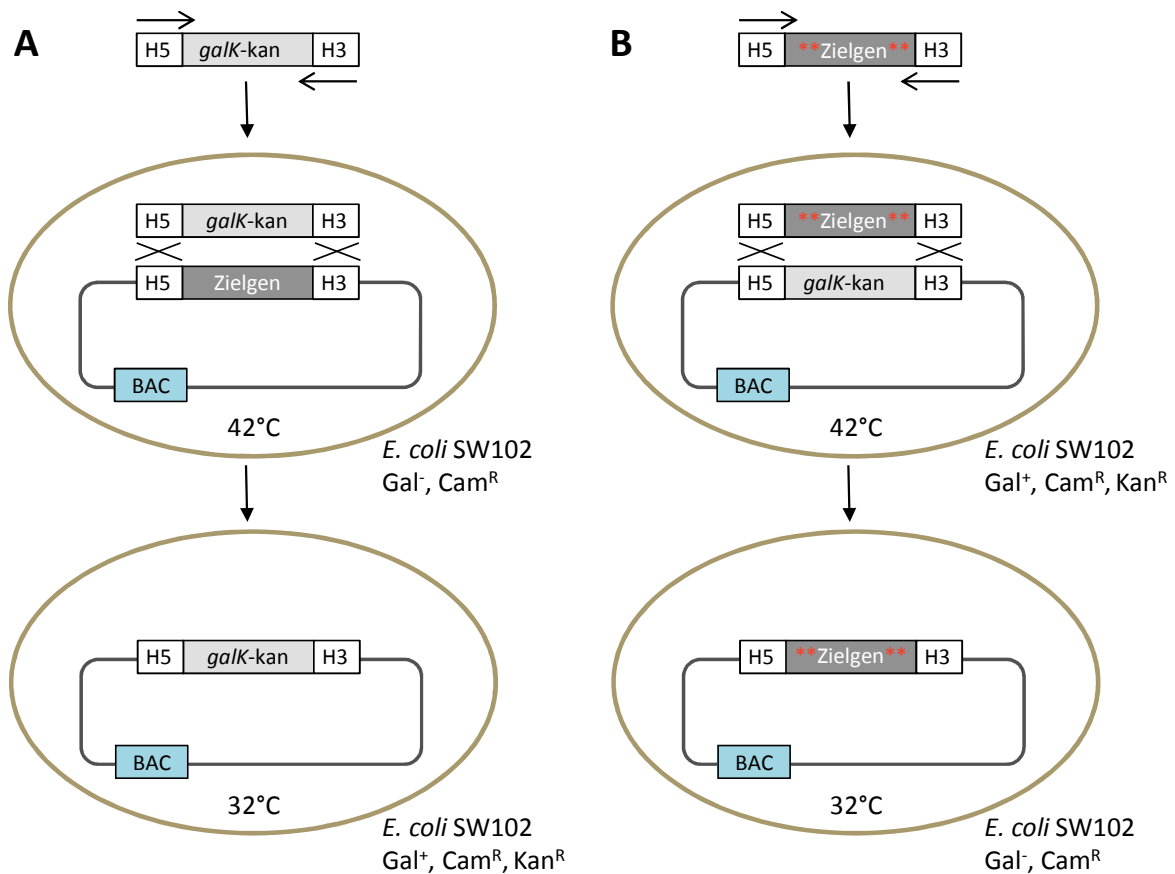 A
H5 galK-kan H3
H5 galK-kan H3
H5 Zielgen H3
BAC
42°C
E. coli SW102
Gal⁻, Camᴿ
H5 galK-kan H3
BAC
32°C
E. coli SW102
Gal⁺, Camᴿ, Kanᴿ
B
H5 **Zielgen** H3
H5 **Zielgen** H3
H5 galK-kan H3
BAC
42°C
E. coli SW102
Gal⁺, Camᴿ, Kanᴿ
H5 **Zielgen** H3
BAC
32°C
E. coli SW102
Gal⁻, Camᴿ